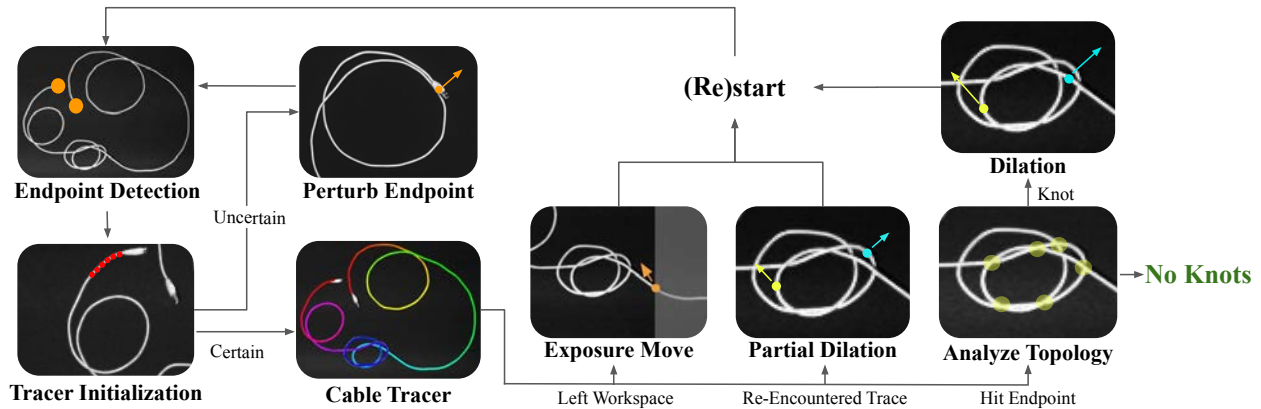 (Re)start
Dilation
Endpoint Detection
Perturb Endpoint
Knot
Uncertain
No Knots
Certain
Exposure Move
Partial Dilation
Analyze Topology
Tracer Initialization
Cable Tracer
Left Workspace
Re-Encountered Trace
Hit Endpoint